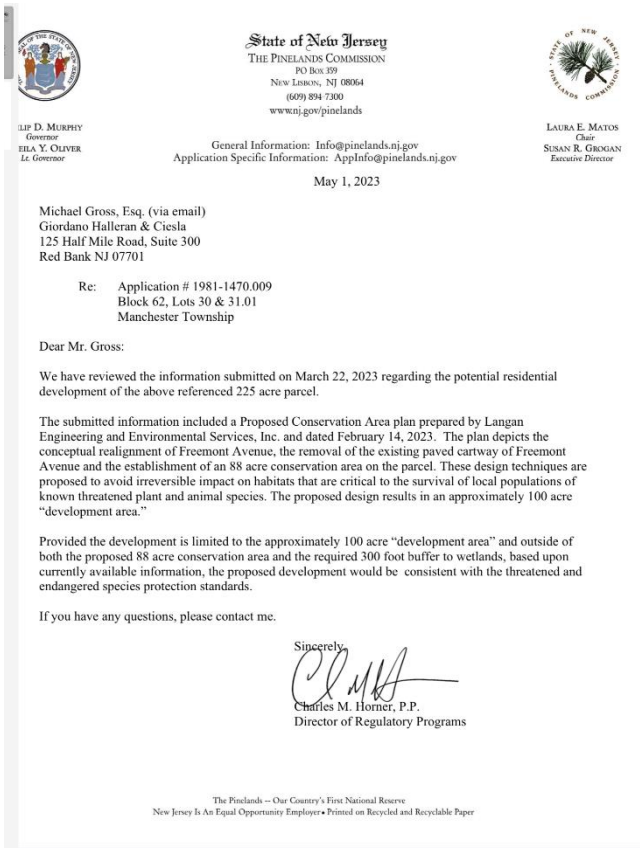 State of New Jersey
THE PINELANDS COMMISSION
PO BOX 359
NEW LISBON, NJ 08064
(609) 894-7300
www.nj.gov/pinelands
General Information: Info@pinelands.nj.gov
Application Specific Information: AppInfo@pinelands.nj.gov
LIP D. MURPHY
Governor
EILA Y. OLIVER
Lt. Governor
STATE OF NEW JERSEY
PINELANDS COMMISSION
LAURA E. MATOS
Chair
SUSAN R. GROGAN
Executive Director
May 1, 2023
Michael Gross, Esq. (via email)
Giordano Halleran & Ciesla
125 Half Mile Road, Suite 300
Red Bank NJ 07701
Re: Application # 1981-1470.009
Block 62, Lots 30 & 31.01
Manchester Township
Dear Mr. Gross:
We have reviewed the information submitted on March 22, 2023 regarding the potential residential
development of the above referenced 225 acre parcel.
The submitted information included a Proposed Conservation Area plan prepared by Langan
Engineering and Environmental Services, Inc. and dated February 14, 2023. The plan depicts the
conceptual realignment of Freemont Avenue, the removal of the existing paved cartway of Freemont
Avenue and the establishment of an 88 acre conservation area on the parcel. These design techniques are
proposed to avoid irreversible impact on habitats that are critical to the survival of local populations of
known threatened plant and animal species. The proposed design results in an approximately 100 acre
“development area.”
Provided the development is limited to the approximately 100 acre “development area” and outside of
both the proposed 88 acre conservation area and the required 300 foot buffer to wetlands, based upon
currently available information, the proposed development would be consistent with the threatened and
endangered species protection standards.
If you have any questions, please contact me.
Sincerely,
Charles M. Horner, P.P.
Director of Regulatory Programs
The Pinelands -- Our Country's First National Reserve
New Jersey Is An Equal Opportunity Employer • Printed on Recycled and Recyclable Paper